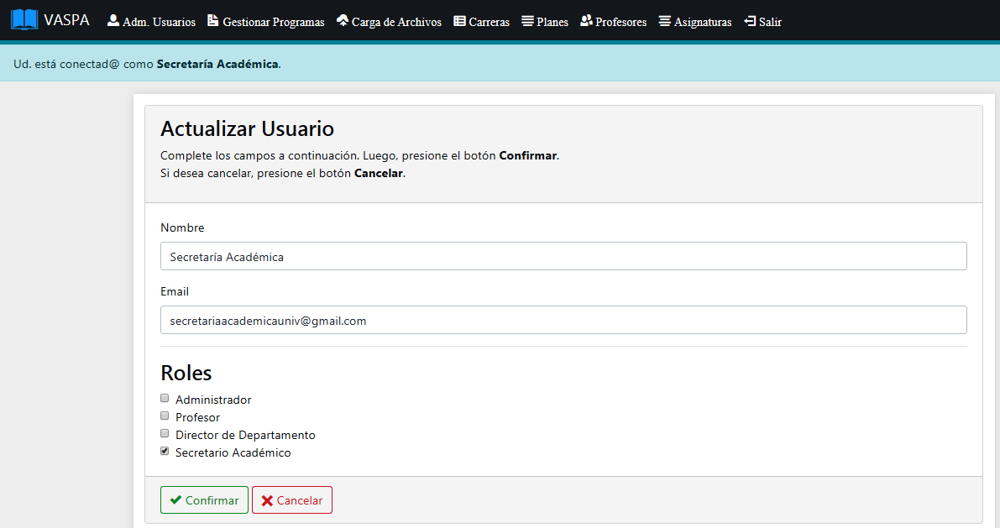 VASPA Adm. Usuarios Gestionar Programas Carga de Archivos Carreras Planes Profesores Asignaturas Salir
Ud. está conectad@ como Secretaría Académica.
Actualizar Usuario
Complete los campos a continuación. Luego, presione el botón Confirmar.
Si desea cancelar, presione el botón Cancelar.
Nombre
Secretaría Académica
Email
secretariaacademicauniv@gmail.com
Roles
Administrador
Profesor
Director de Departamento
Secretario Académico
Confirmar Cancelar